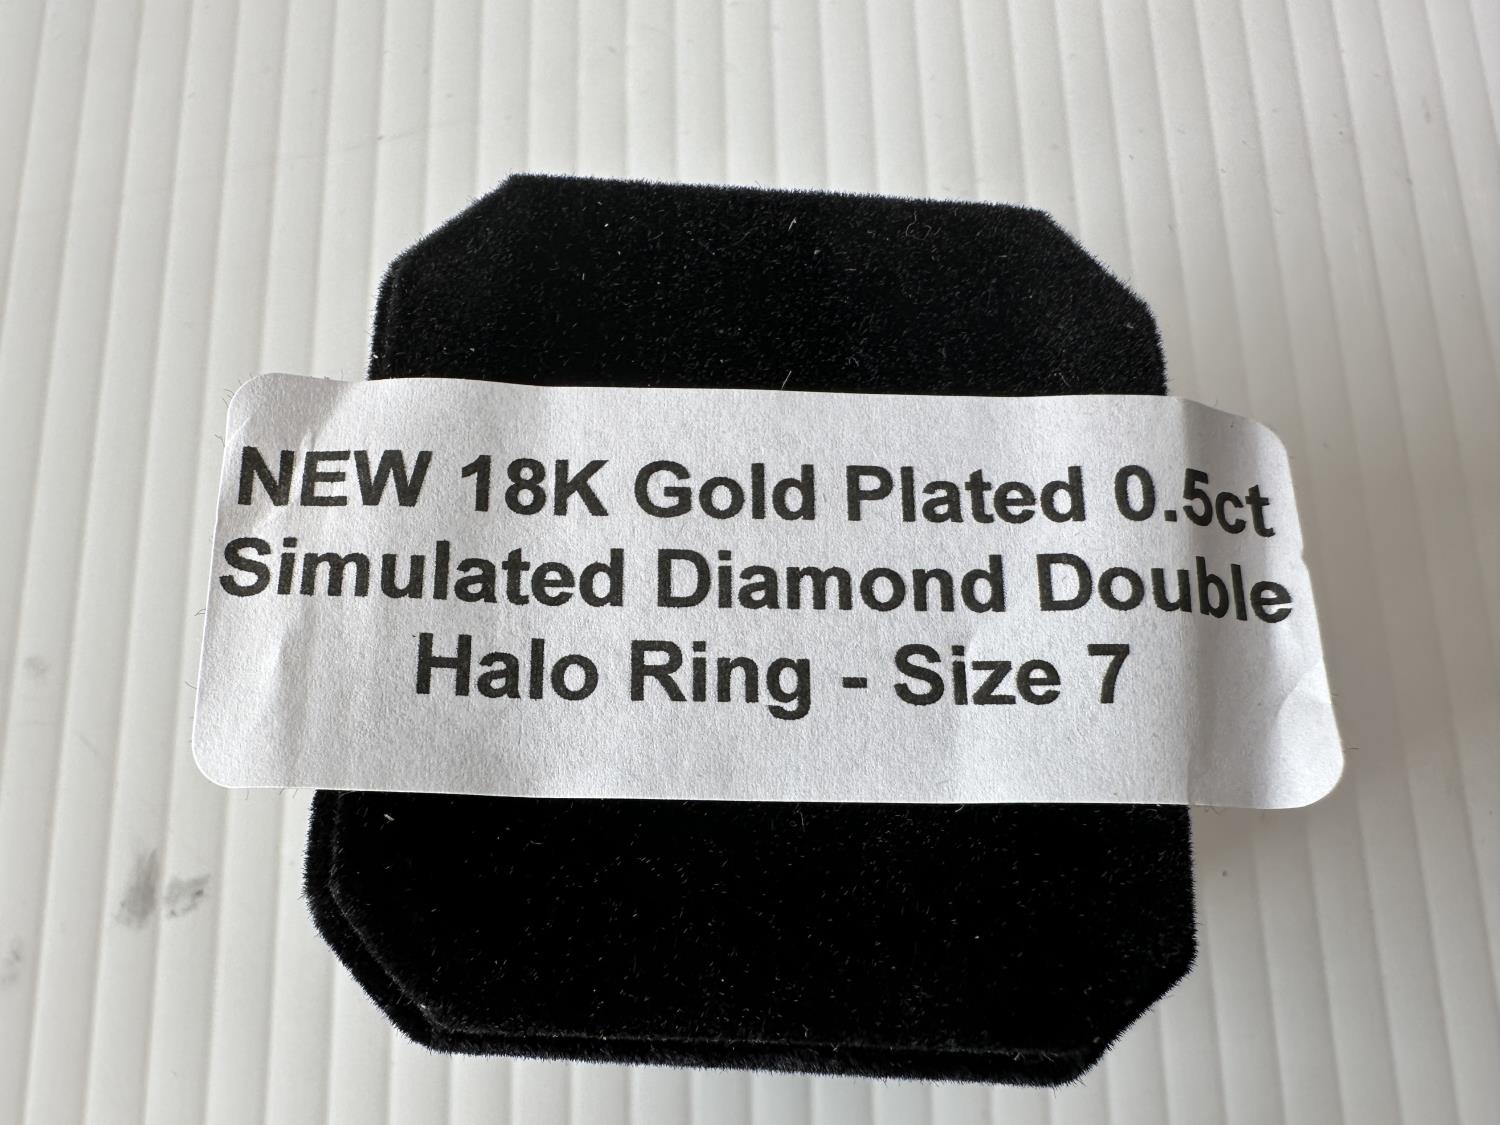 NEW 18K Gold Plated 0.5ct
Simulated Diamond Double
Halo Ring - Size 7